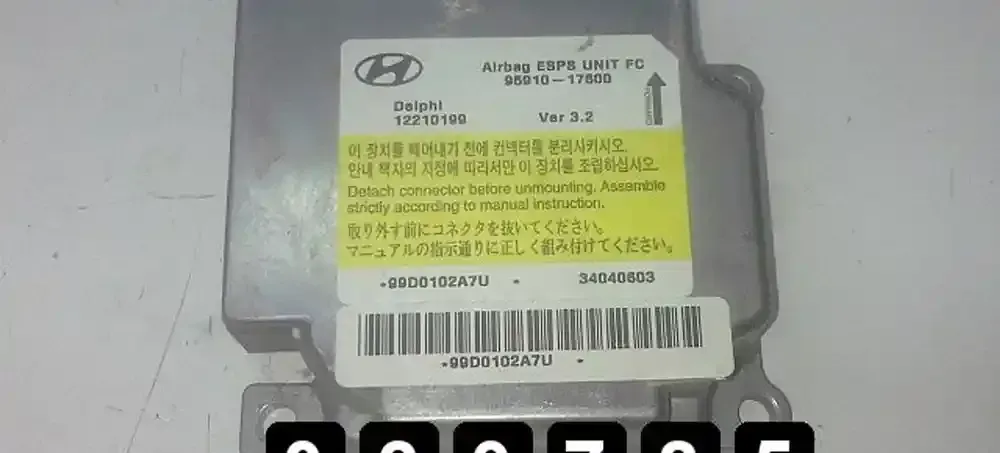 Airbag ESPS UNIT FC
95910-17600
Delphi
12210199
Ver 3.2
이 장치를 떼어내기 전에 컨넥터를 분리사키시오.
안내 책자의 지정에 따라서만 이 장치를 조립하십시오.
Detach connector before unmounting. Assemble
strictly according to manual instruction.
取り外す前にコネクタを抜いてください。
マニュアルの指示通りに正しく組み付けてください。
*99D0102A7U *
34040603
*99D0102A7U *